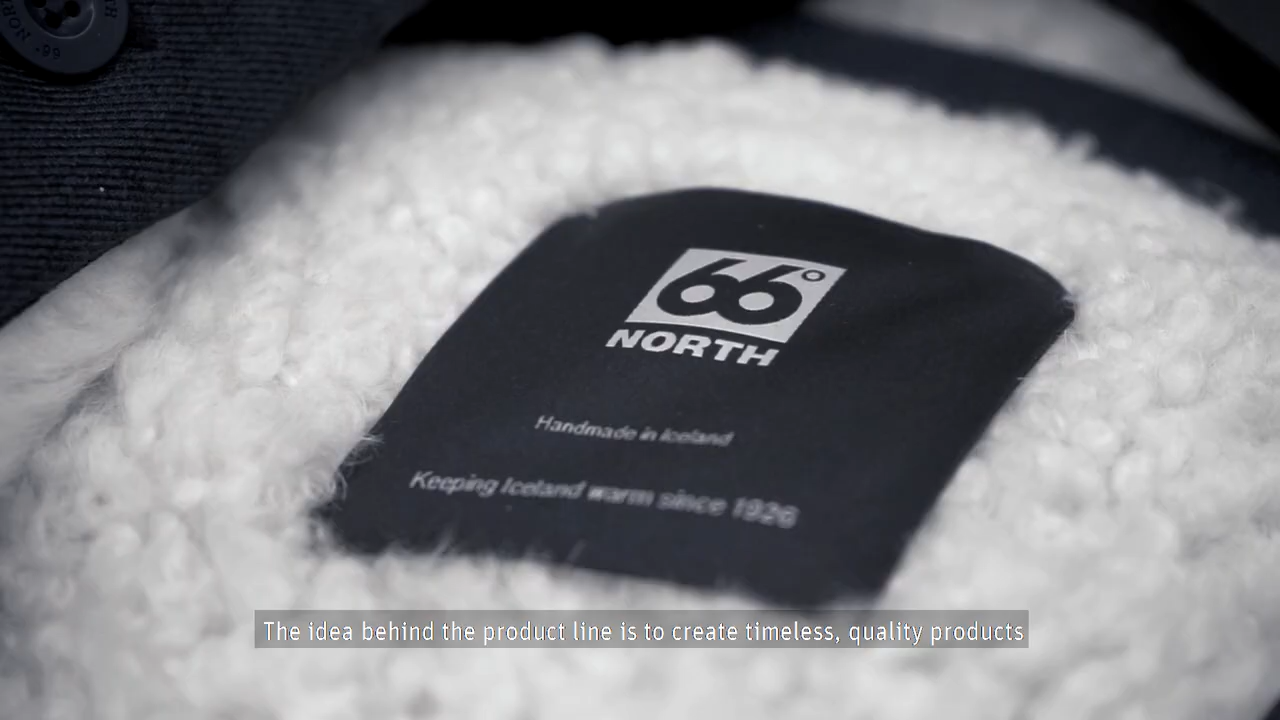 66°
NORTH
Handmade in Iceland
Keeping Iceland warm since 1926
The idea behind the product line is to create timeless, quality products